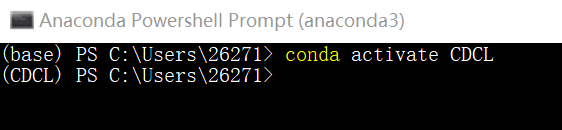 Anaconda Powershell Prompt (anaconda3)
(base) PS C:\Users\26271> conda activate CDCL
(CDCL) PS C:\Users\26271>